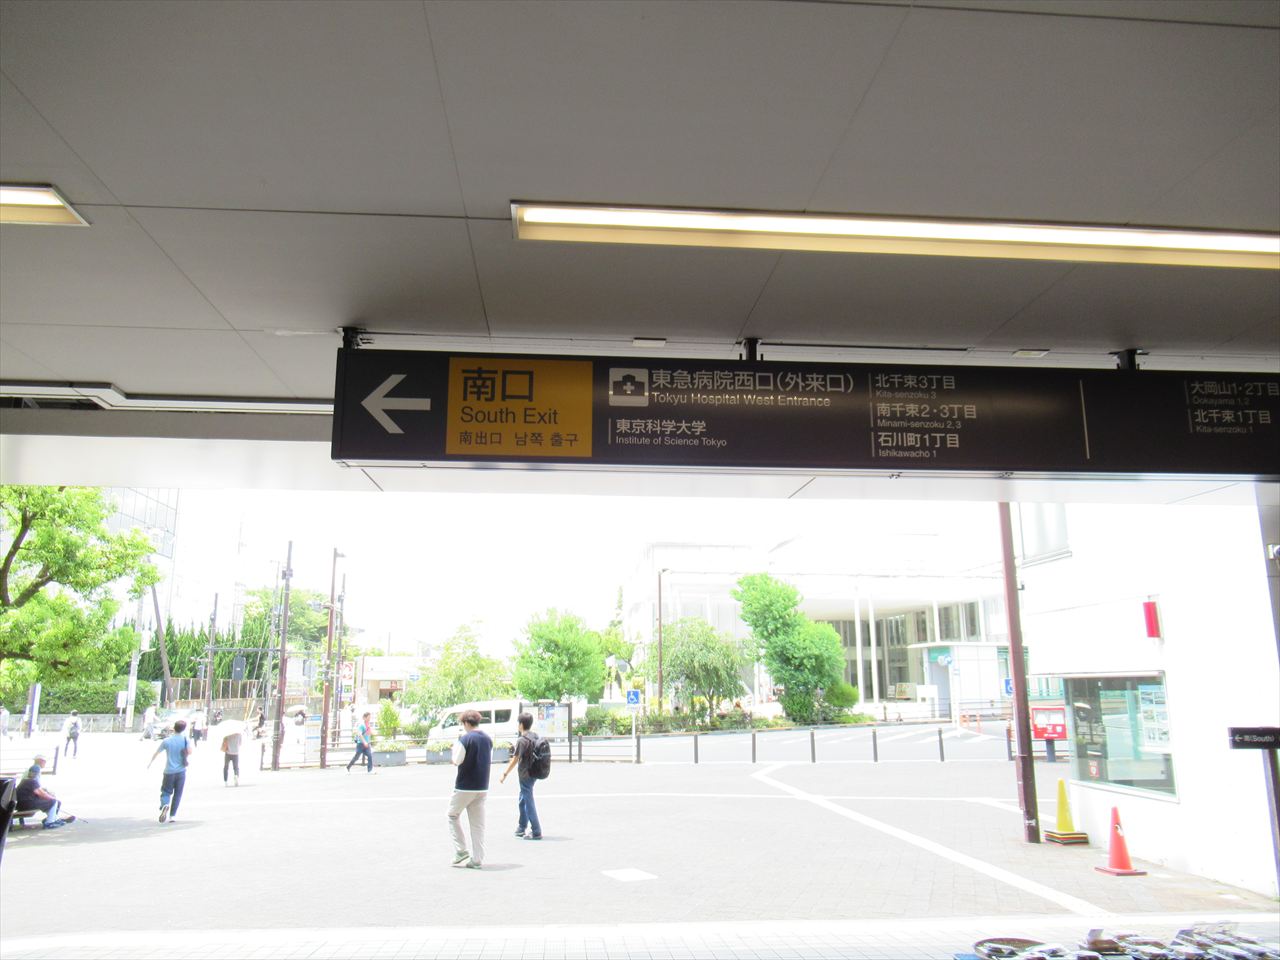 南口
South Exit
南出口 남쪽 출구
東急病院西口(外来口)
Tokyu Hospital West Entrance
東京科学大学
Institute of Science Tokyo
北千束3丁目
Kita-senzoku 3
南千束2・3丁目
Minami-senzoku 2, 3
石川町1丁目
Ishikawachō 1
大岡山1・2丁目
Ookayama 1, 2
北千束1丁目
Kita-senzoku 1
←南(South)